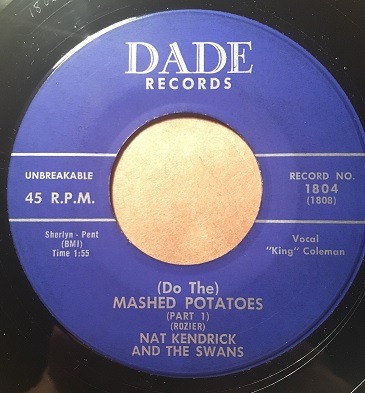 DADE
RECORDS
UNBREAKABLE
45 R.P.M.
RECORD NO.
1804
(1808)
Sherlyn - Pent
(BMI)
Time 1:55
Vocal
"King" Coleman
(Do The)
MASHED POTATOES
(PART 1)
(ROZIER)
NAT KENDRICK
AND THE SWANS